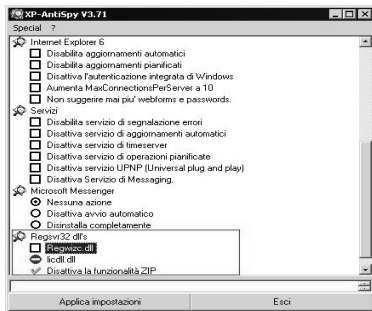 XP-AntiSpy V3.71
Special ?
Internet Explorer 6
Disabilita aggiornamenti automatici
Disabilita aggiornamenti pianificati
Disattiva l'autenticazione integrata di Windows
Aumenta MaxConnectionsPerServer a 10
Non suggerire mai piu' webforms e passwords.
Servizi
Disabilita servizio di segnalazione errori
Disattiva servizio di aggiornamenti automatici
Disattiva servizio di timeserver
Disattiva servizio di operazioni pianificate
Disattiva servizio UPNP (Universal plug and play)
Disattiva Servizio di Messaging.
Microsoft Messenger
Nessuna azione
Disattiva avvio automatico
Disinstalla completamente
Regsvr32 dll's
Regwizc.dll
licdll.dll
Disattiva la funzionalità ZIP
Applica impostazioni Esci